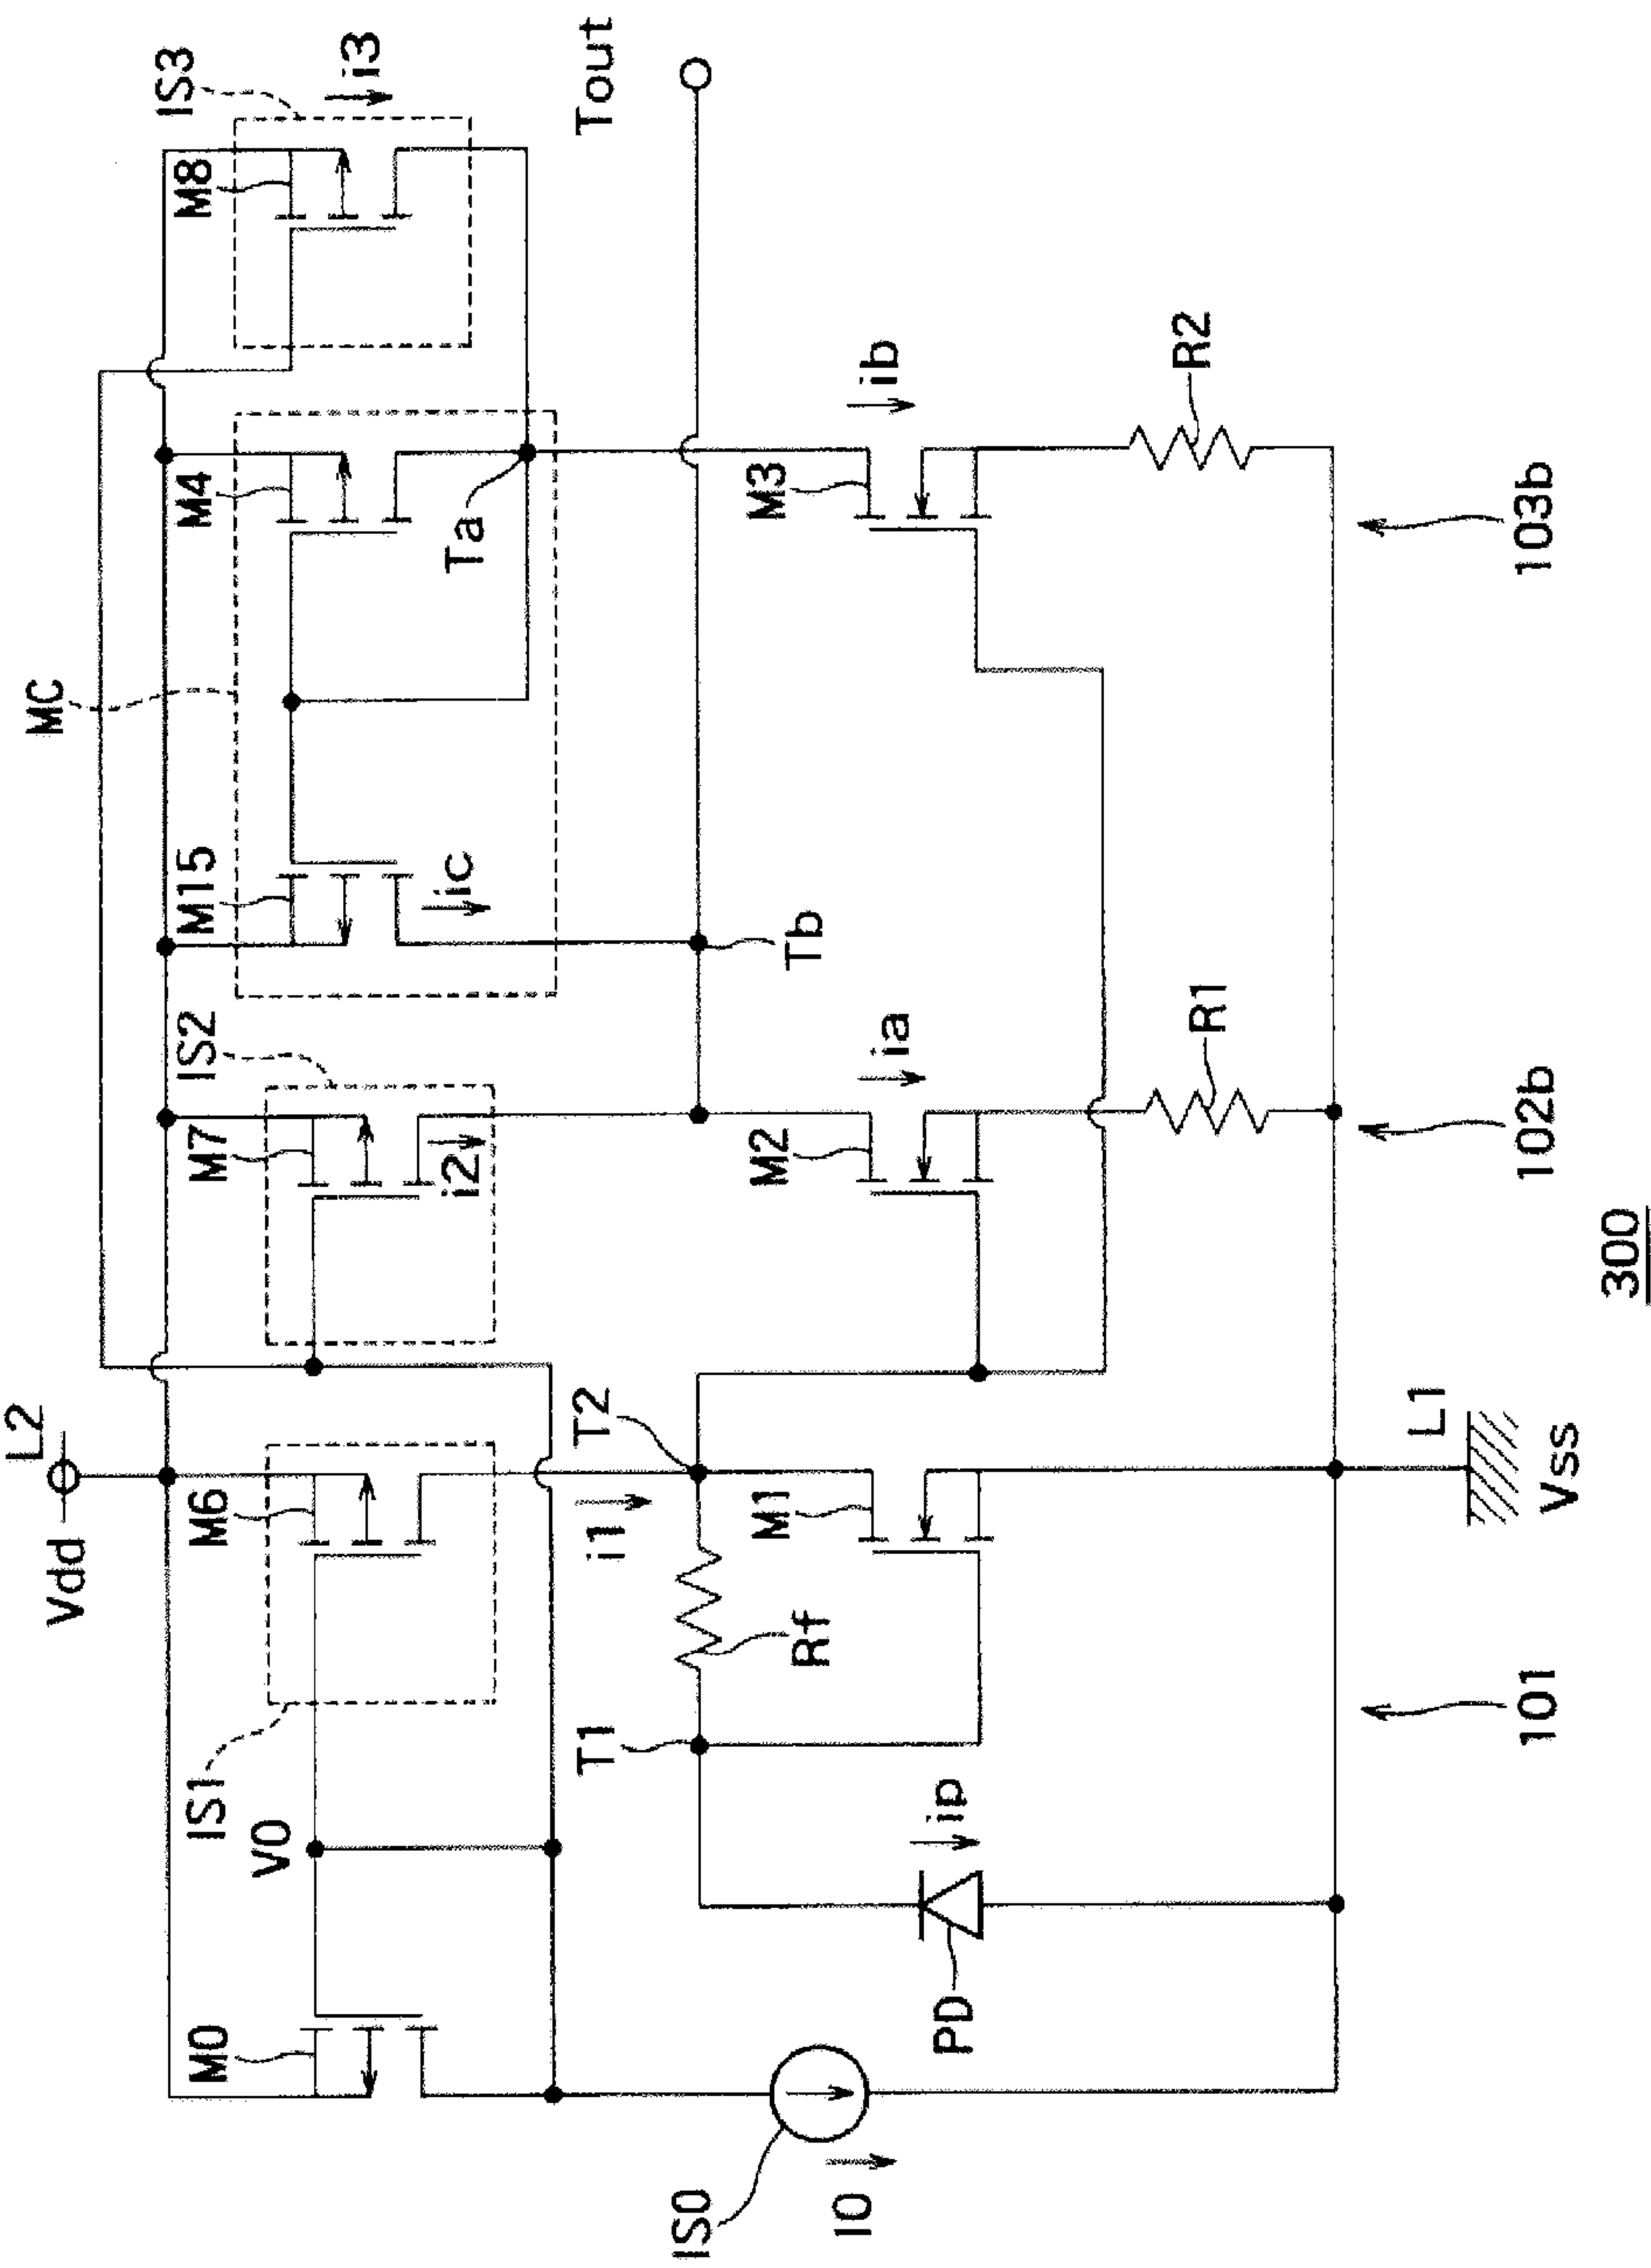 L2
Vdd
MC
IS3
i3
M0
V0
IS1
M6
M7
IS2
M15
M4
M8
ic
Ta
i2
T1
i1
T2
Tb
Tout
IS0
I0
PD
ip
Rf
M1
M2
ia
M3
ib
R1
R2
L1
Vss
101
102b
103b
300